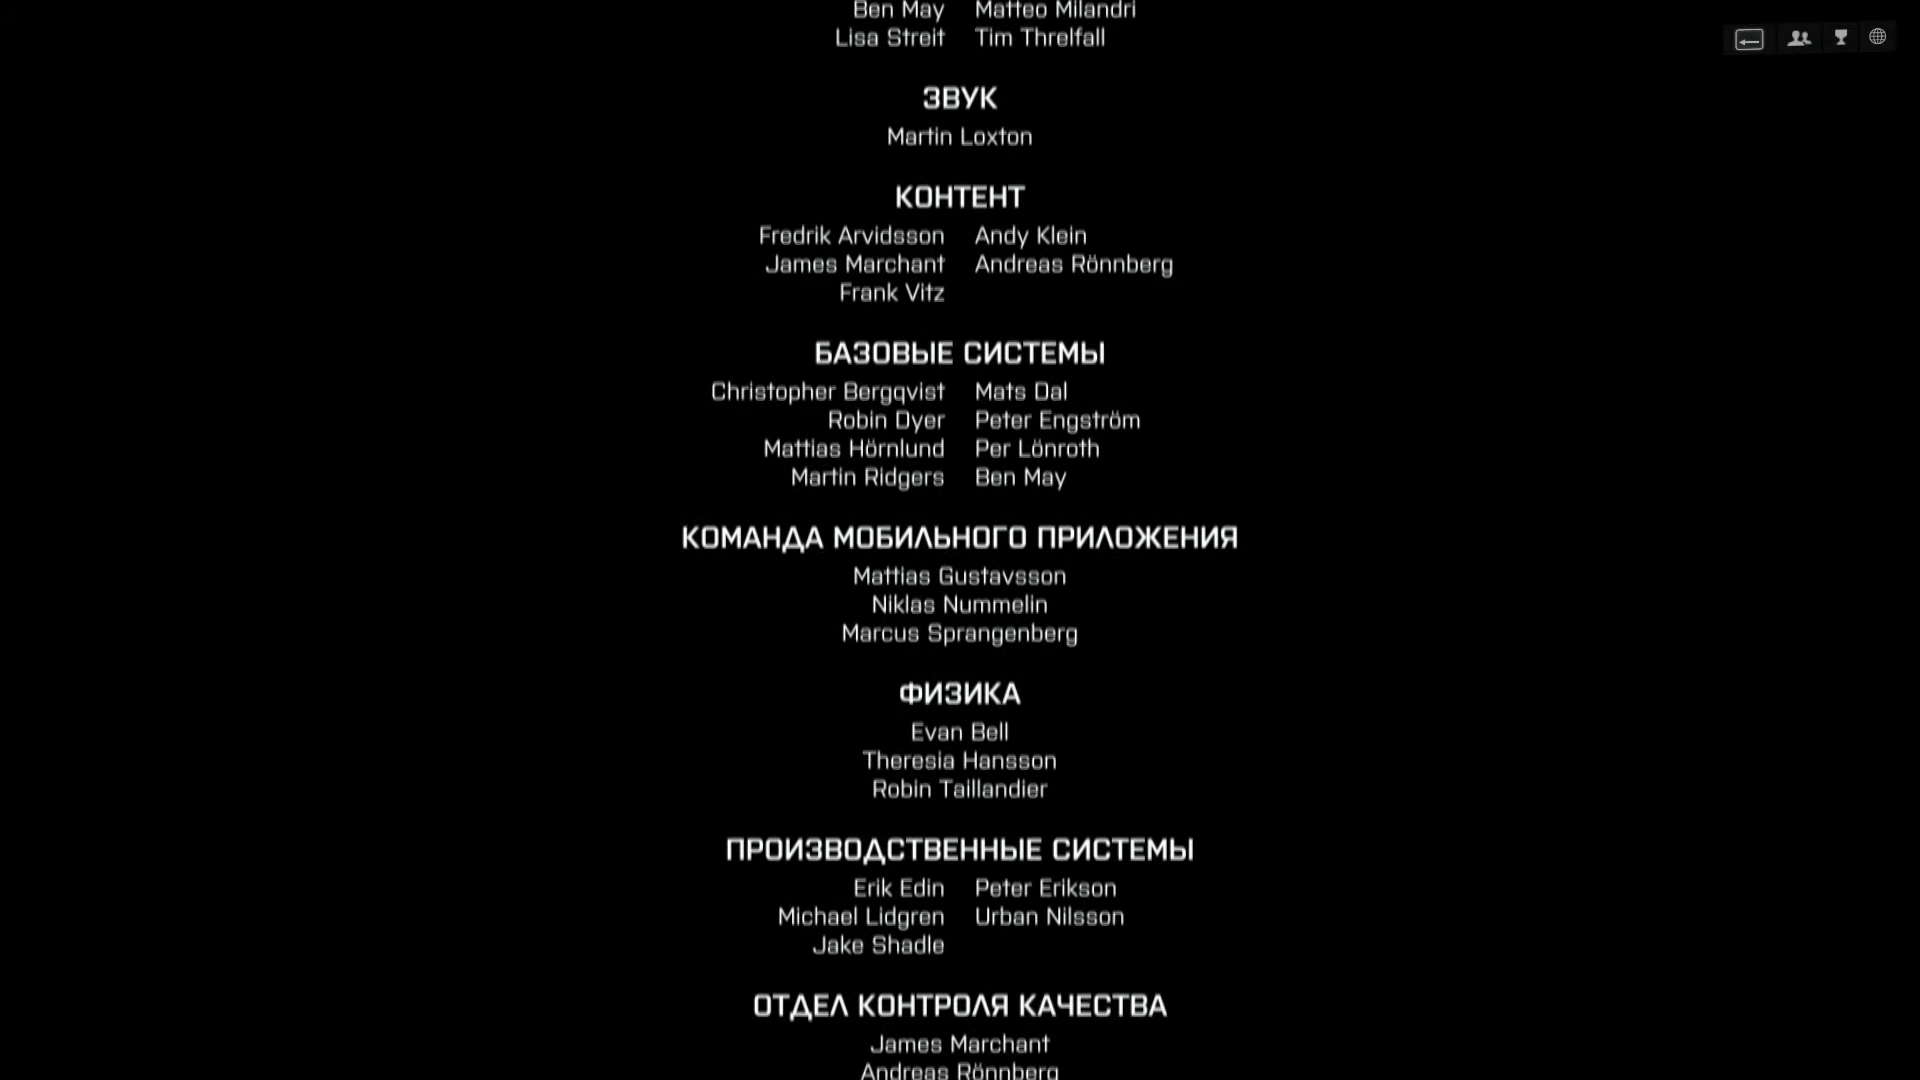 Ben May Matteo Milandri
Lisa Streit Tim Threlfall
ЗВУК
Martin Loxton
КОНТЕНТ
Fredrik Arvidsson Andy Klein
James Marchant Andreas Rönnberg
Frank Vitz
БАЗОВЫЕ СИСТЕМЫ
Christopher Bergqvist Mats Dal
Robin Dyer Peter Engström
Mattias Hörnlund Per Lönroth
Martin Ridgers Ben May
КОМАНДА МОБИЛЬНОГО ПРИЛОЖЕНИЯ
Mattias Gustavsson
Niklas Nummelin
Marcus Sprangenberg
ФИЗИКА
Evan Bell
Theresia Hansson
Robin Taillandier
ПРОИЗВОДСТВЕННЫЕ СИСТЕМЫ
Erik Edin Peter Erikson
Michael Lidgren Urban Nilsson
Jake Shadle
ОТДЕЛ КОНТРОЛЯ КАЧЕСТВА
James Marchant
Andreas Rönnberg